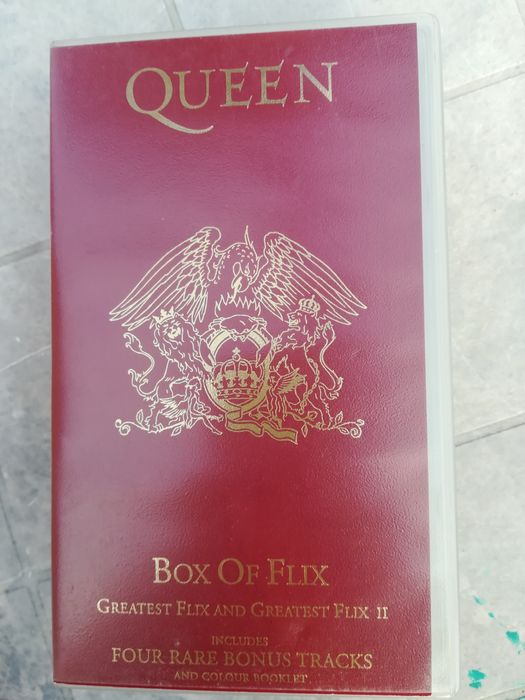 QUEEN
BOX OF FLIX
GREATEST FLIX AND GREATEST FLIX II
INCLUDES
FOUR RARE BONUS TRACKS
AND COLOUR BOOKLET